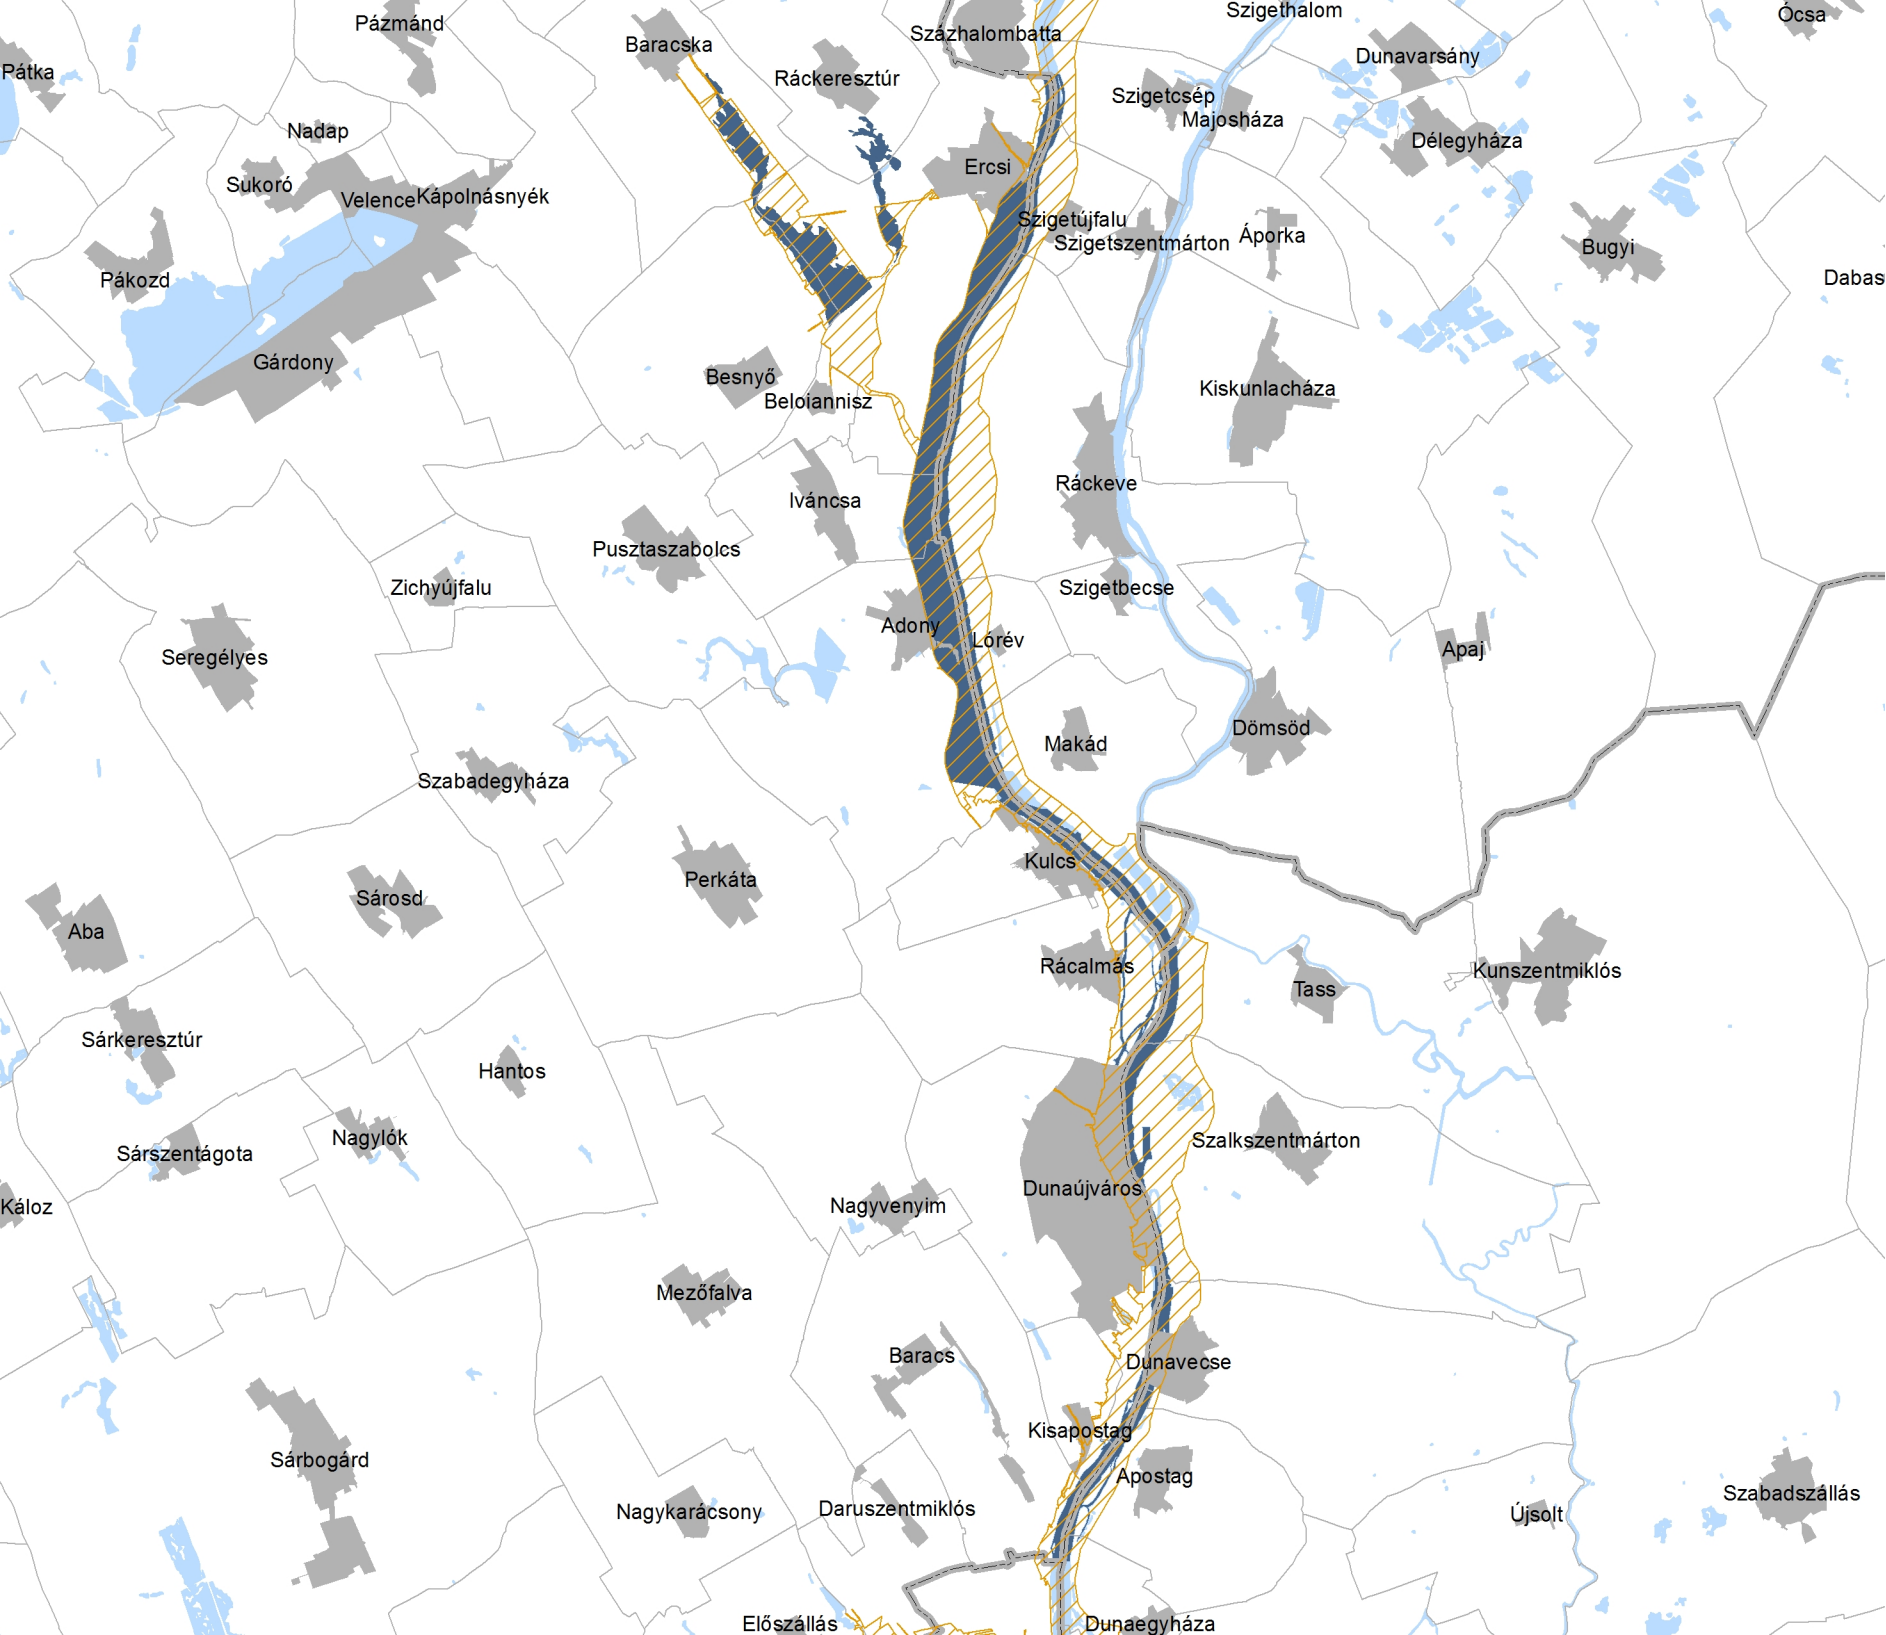 Szigethalom
Ócsa
Pázmánd
Százhalombatta
Baracska
Dunavarsány
Pátka
Ráckeresztúr
Szigetcsép
Majosháza
Nadap
Délegyháza
Ercsi
Sukoró
Velence
Kápolnásnyék
Szigetújfalu
Szigetszentmárton
Áporka
Bugyi
Pákozd
Dabas
Gárdony
Besnyő
Kiskunlacháza
Beloiannisz
Ráckeve
Iváncsa
Pusztaszabolcs
Zichyújfalu
Szigetbecse
Adony
Lórév
Apaj
Seregélyes
Dömsöd
Makád
Szabadegyháza
Kulcs
Perkáta
Sárosd
Aba
Rácalmás
Kunszentmiklós
Tass
Sárkeresztúr
Hantos
Nagylók
Szalkszentmárton
Sárszentágota
Dunaújváros
Káloz
Nagyvenyim
Mezőfalva
Baracs
Dunavecse
Kisapostag
Sárbogárd
Apostag
Szabadszállás
Nagykarácsony
Daruszentmiklós
Újsolt
Előszállás
Dunaegyháza